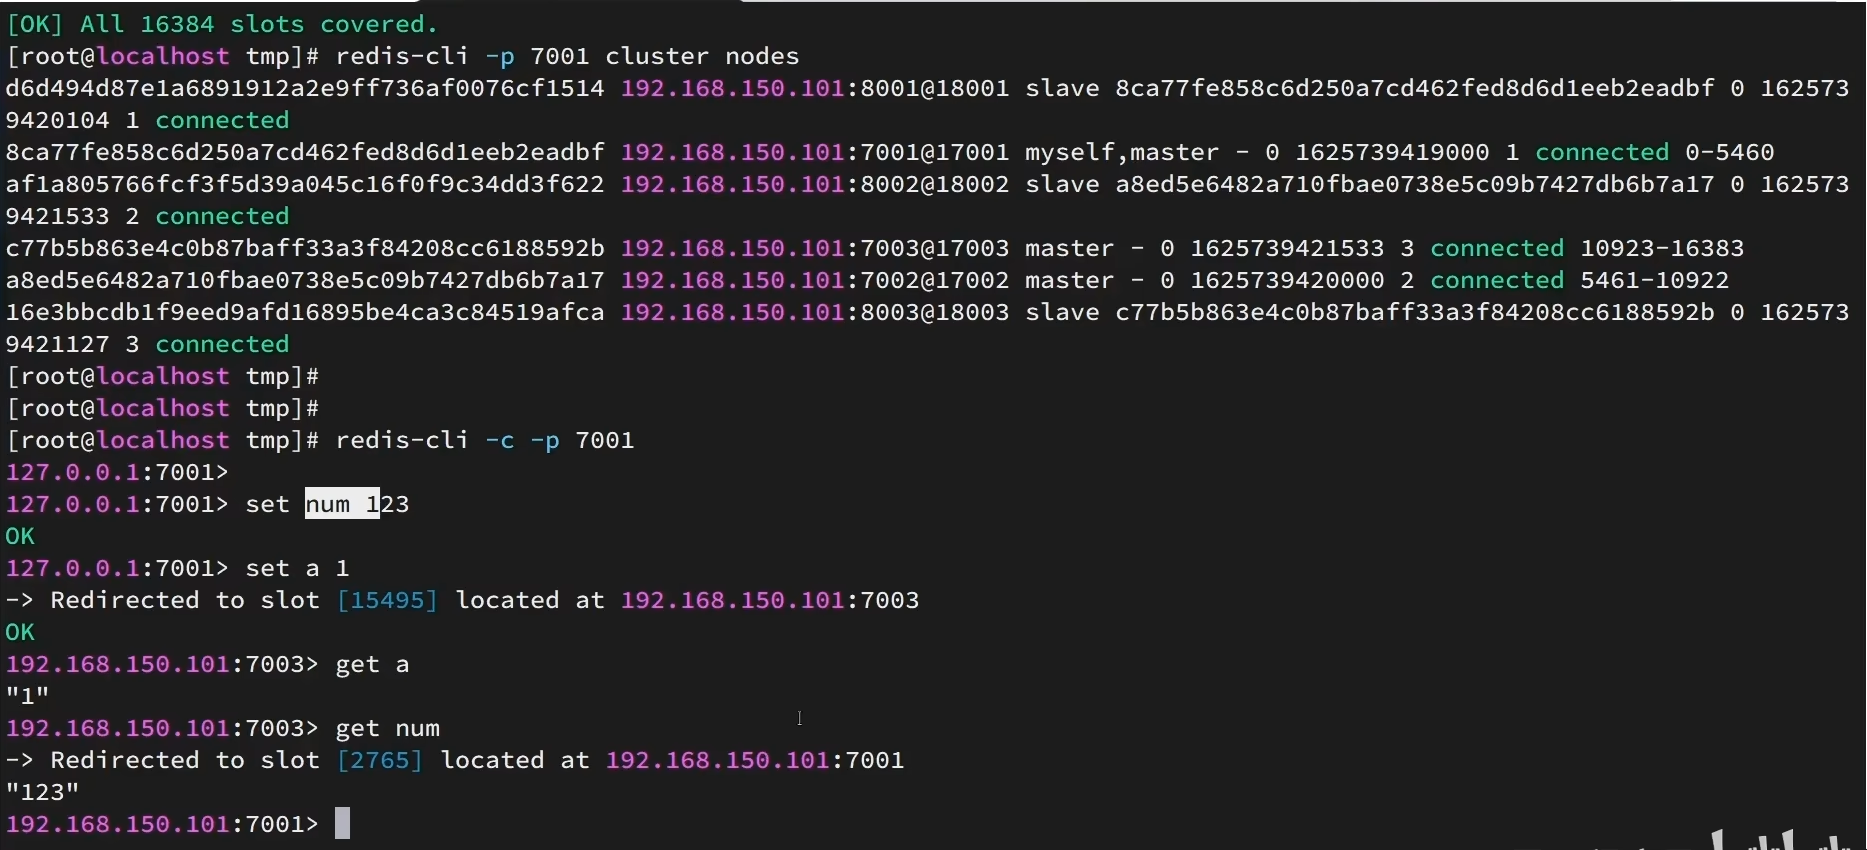 [OK] All 16384 slots covered.
[root@localhost tmp]# redis-cli -p 7001 cluster nodes
d6d494d87e1a6891912a2e9ff736af0076cf1514 192.168.150.101:8001@18001 slave 8ca77fe858c6d250a7cd462fed8d6d1eeb2eadbf 0 162573
9420104 1 connected
8ca77fe858c6d250a7cd462fed8d6d1eeb2eadbf 192.168.150.101:7001@17001 myself,master - 0 1625739419000 1 connected 0-5460
af1a805766fcf3f5d39a045c16f0f9c34dd3f622 192.168.150.101:8002@18002 slave a8ed5e6482a710fbae0738e5c09b7427db6b7a17 0 162573
9421533 2 connected
c77b5b863e4c0b87baff33a3f84208cc6188592b 192.168.150.101:7003@17003 master - 0 1625739421533 3 connected 10923-16383
a8ed5e6482a710fbae0738e5c09b7427db6b7a17 192.168.150.101:7002@17002 master - 0 1625739420000 2 connected 5461-10922
16e3bbcdb1f9eed9afd16895be4ca3c84519afca 192.168.150.101:8003@18003 slave c77b5b863e4c0b87baff33a3f84208cc6188592b 0 162573
9421127 3 connected
[root@localhost tmp]#
[root@localhost tmp]#
[root@localhost tmp]# redis-cli -c -p 7001
127.0.0.1:7001>
127.0.0.1:7001> set num 123
OK
127.0.0.1:7001> set a 1
-> Redirected to slot [15495] located at 192.168.150.101:7003
OK
192.168.150.101:7003> get a
"1"
192.168.150.101:7003> get num
-> Redirected to slot [2765] located at 192.168.150.101:7001
"123"
192.168.150.101:7001>